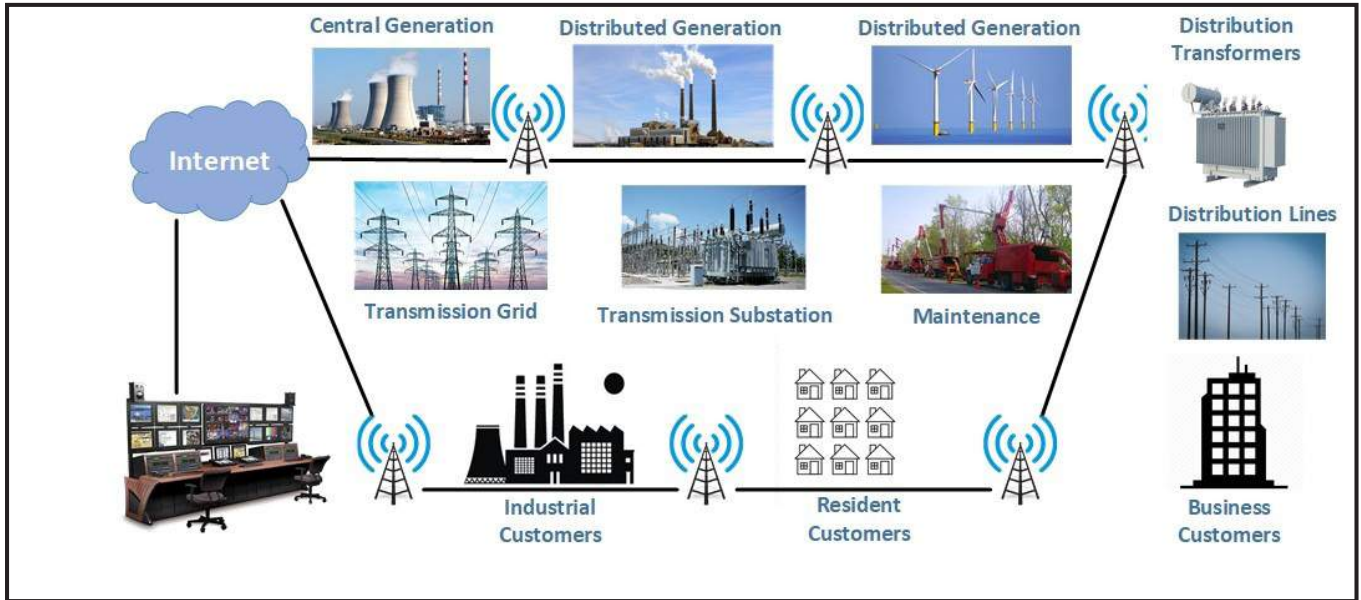 Central Generation
Distributed Generation
Distributed Generation
Distribution
Transformers
Internet
Distribution Lines
Transmission Grid
Transmission Substation
Maintenance
Industrial
Customers
Resident
Customers
Business
Customers